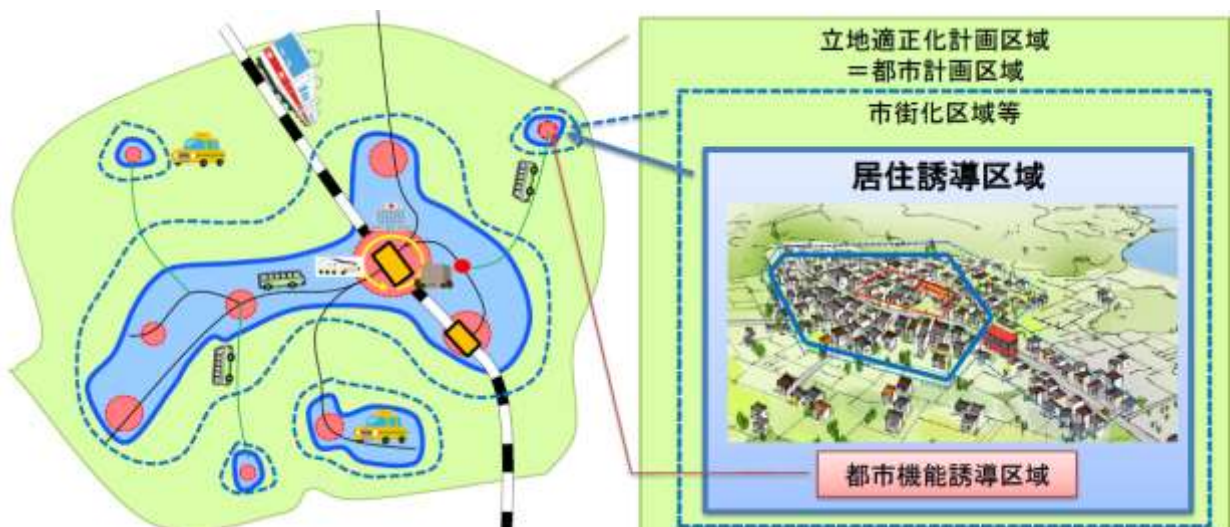 立地適正化計画区域
＝都市計画区域
市街化区域等
居住誘導区域
都市機能誘導区域